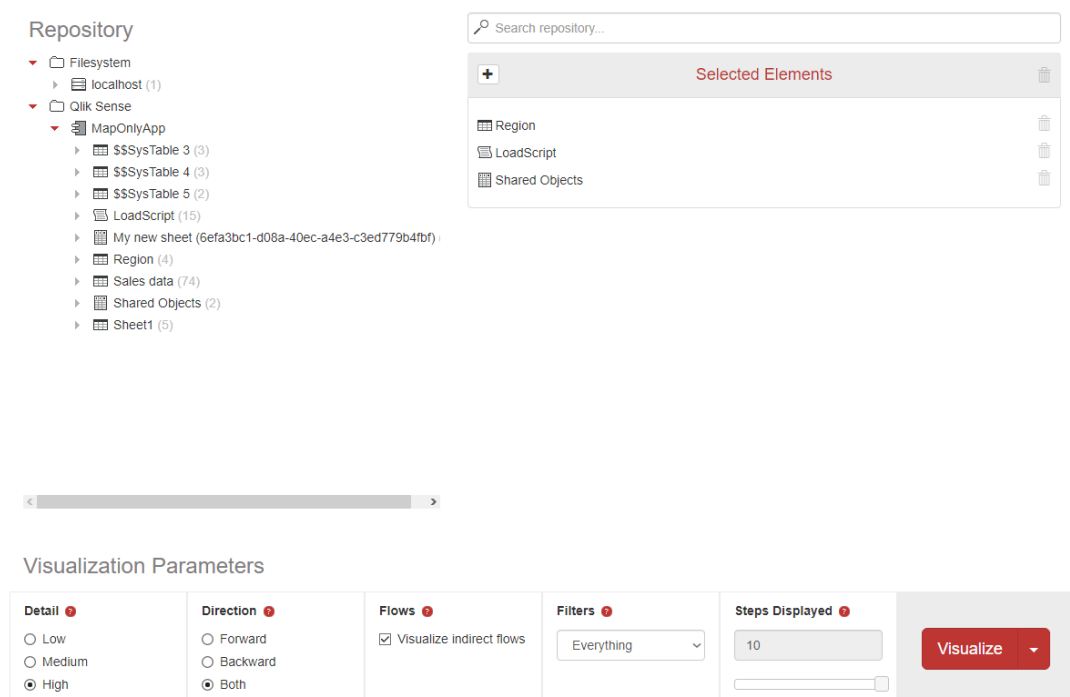 Repository
Filesystem
localhost (1)
Qlik Sense
MapOnlyApp
$$SysTable 3 (3)
$$SysTable 4 (3)
$$SysTable 5 (2)
LoadScript (15)
My new sheet (6efa3bc1-d08a-40ec-a4e3-c3ed779b4fbf)
Region (4)
Sales data (74)
Shared Objects (2)
Sheet1 (5)
Search repository...
Selected Elements
Region
LoadScript
Shared Objects
Visualization Parameters
Detail ?
Low
Medium
High
Direction ?
Forward
Backward
Both
Flows ?
Visualize indirect flows
Filters ?
Everything
Steps Displayed ?
10
Visualize